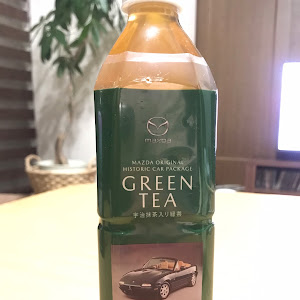 mazda
MAZDA ORIGINAL
HISTORIC CAR PACKAGE
GREEN
TEA
宇治抹茶入り緑茶